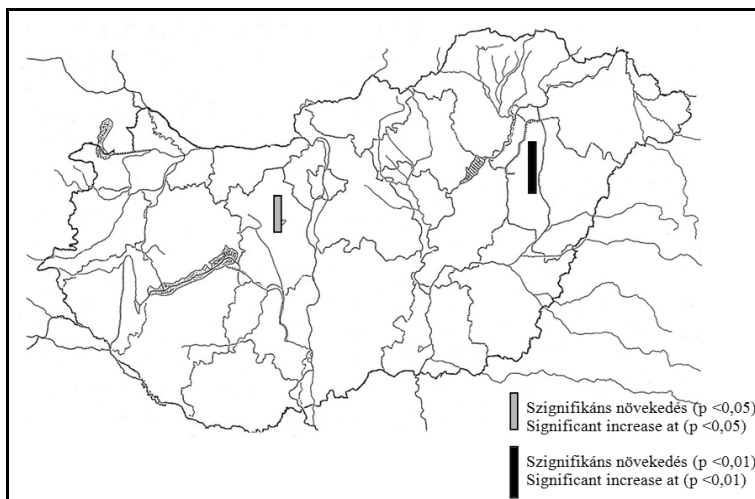 Szignifikáns növekedés (p <0,05)
Significant increase at (p <0,05)
Szignifikáns növekedés (p <0,01)
Significant increase at (p <0,01)